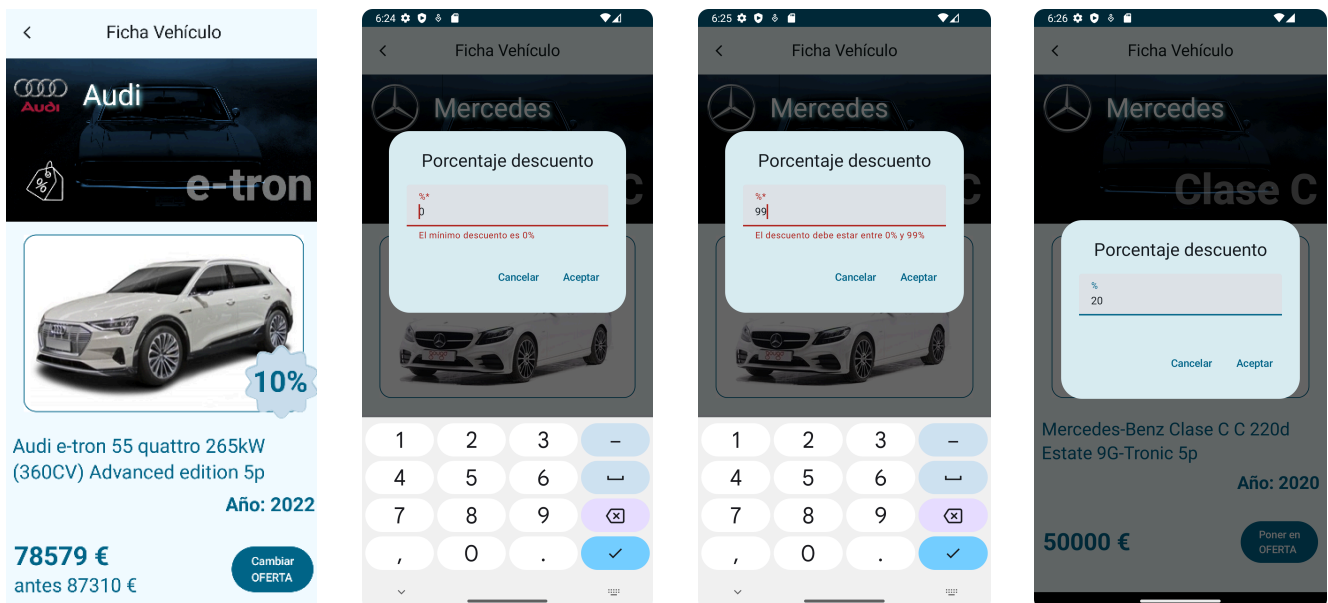 Ficha Vehículo
Audi
Audi
%
e-tron
10%
Audi e-tron 55 quattro 265kW
(360CV) Advanced edition 5p
Año: 2022
78579 €
antes 87310 €
Cambiar
OFERTA
6:24
Ficha Vehículo
Mercedes
C
Porcentaje descuento
%*
0
El mínimo descuento es 0%
Cancelar
Aceptar
1 2 3 –
4 5 6
7 8 9
, 0 .
6:25
Ficha Vehículo
Mercedes
C
Porcentaje descuento
%*
99
El descuento debe estar entre 0% y 99%
Cancelar
Aceptar
1 2 3 –
4 5 6
7 8 9
, 0 .
6:26
Ficha Vehículo
Mercedes
Clase C
Porcentaje descuento
%
20
Cancelar
Aceptar
Mercedes-Benz Clase C C 220d
Estate 9G-Tronic 5p
Año: 2020
50000 €
Poner en
OFERTA